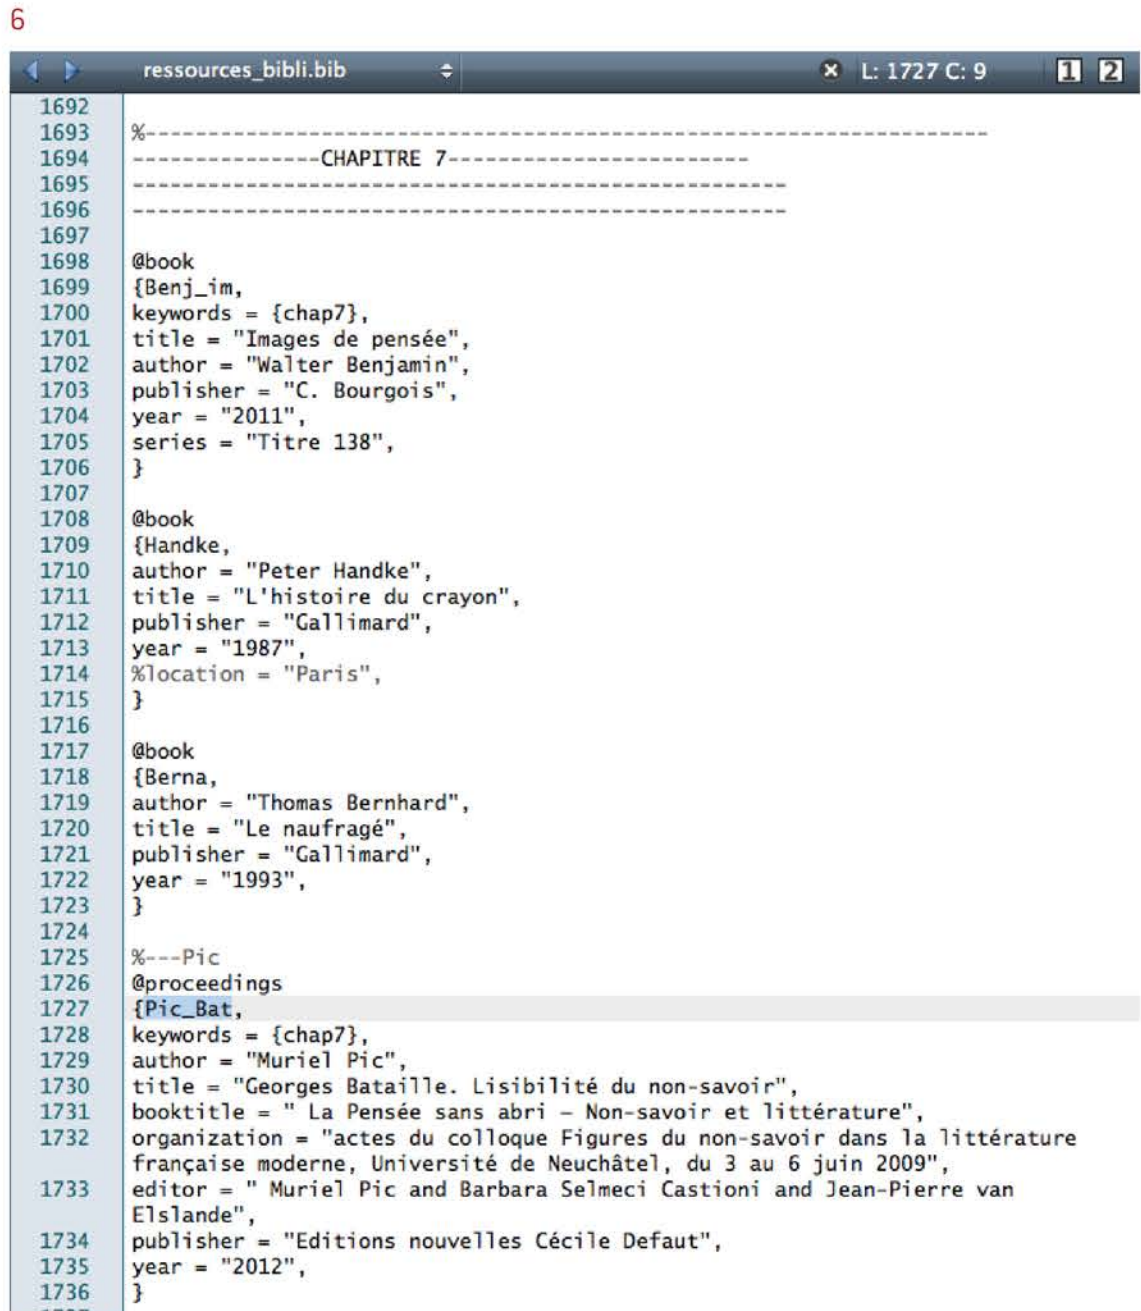 6
ressources_bibli.bib L: 1727 C: 9 1 2
1692
1693 %-------------------------------------------------------------------
1694 ---------------CHAPITRE 7------------------------
1695 ----------------------------------------------------
1696 ----------------------------------------------------
1697
1698 @book
1699 {Benj_im,
1700 keywords = {chap7},
1701 title = "Images de pensée",
1702 author = "Walter Benjamin",
1703 publisher = "C. Bourgois",
1704 year = "2011",
1705 series = "Titre 138",
1706 }
1707
1708 @book
1709 {Handke,
1710 author = "Peter Handke",
1711 title = "L'histoire du crayon",
1712 publisher = "Gallimard",
1713 year = "1987",
1714 %location = "Paris",
1715 }
1716
1717 @book
1718 {Berna,
1719 author = "Thomas Bernhard",
1720 title = "Le naufragé",
1721 publisher = "Gallimard",
1722 year = "1993",
1723 }
1724
1725 %---Pic
1726 @proceedings
1727 {Pic_Bat,
1728 keywords = {chap7},
1729 author = "Muriel Pic",
1730 title = "Georges Bataille. Lisibilité du non-savoir",
1731 booktitle = " La Pensée sans abri – Non-savoir et littérature",
1732 organization = "actes du colloque Figures du non-savoir dans la littérature
française moderne, Université de Neuchâtel, du 3 au 6 juin 2009",
1733 editor = " Muriel Pic and Barbara Selmeci Castioni and Jean-Pierre van
Elslande",
1734 publisher = "Editions nouvelles Cécile Defaut",
1735 year = "2012",
1736 }